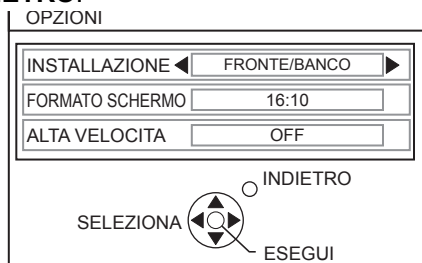 OPZIONI
INSTALLAZIONE FRONTE/BANCO
FORMATO SCHERMO 16:10
ALTA VELOCITA OFF
INDIETRO
SELEZIONA
ESEGUI